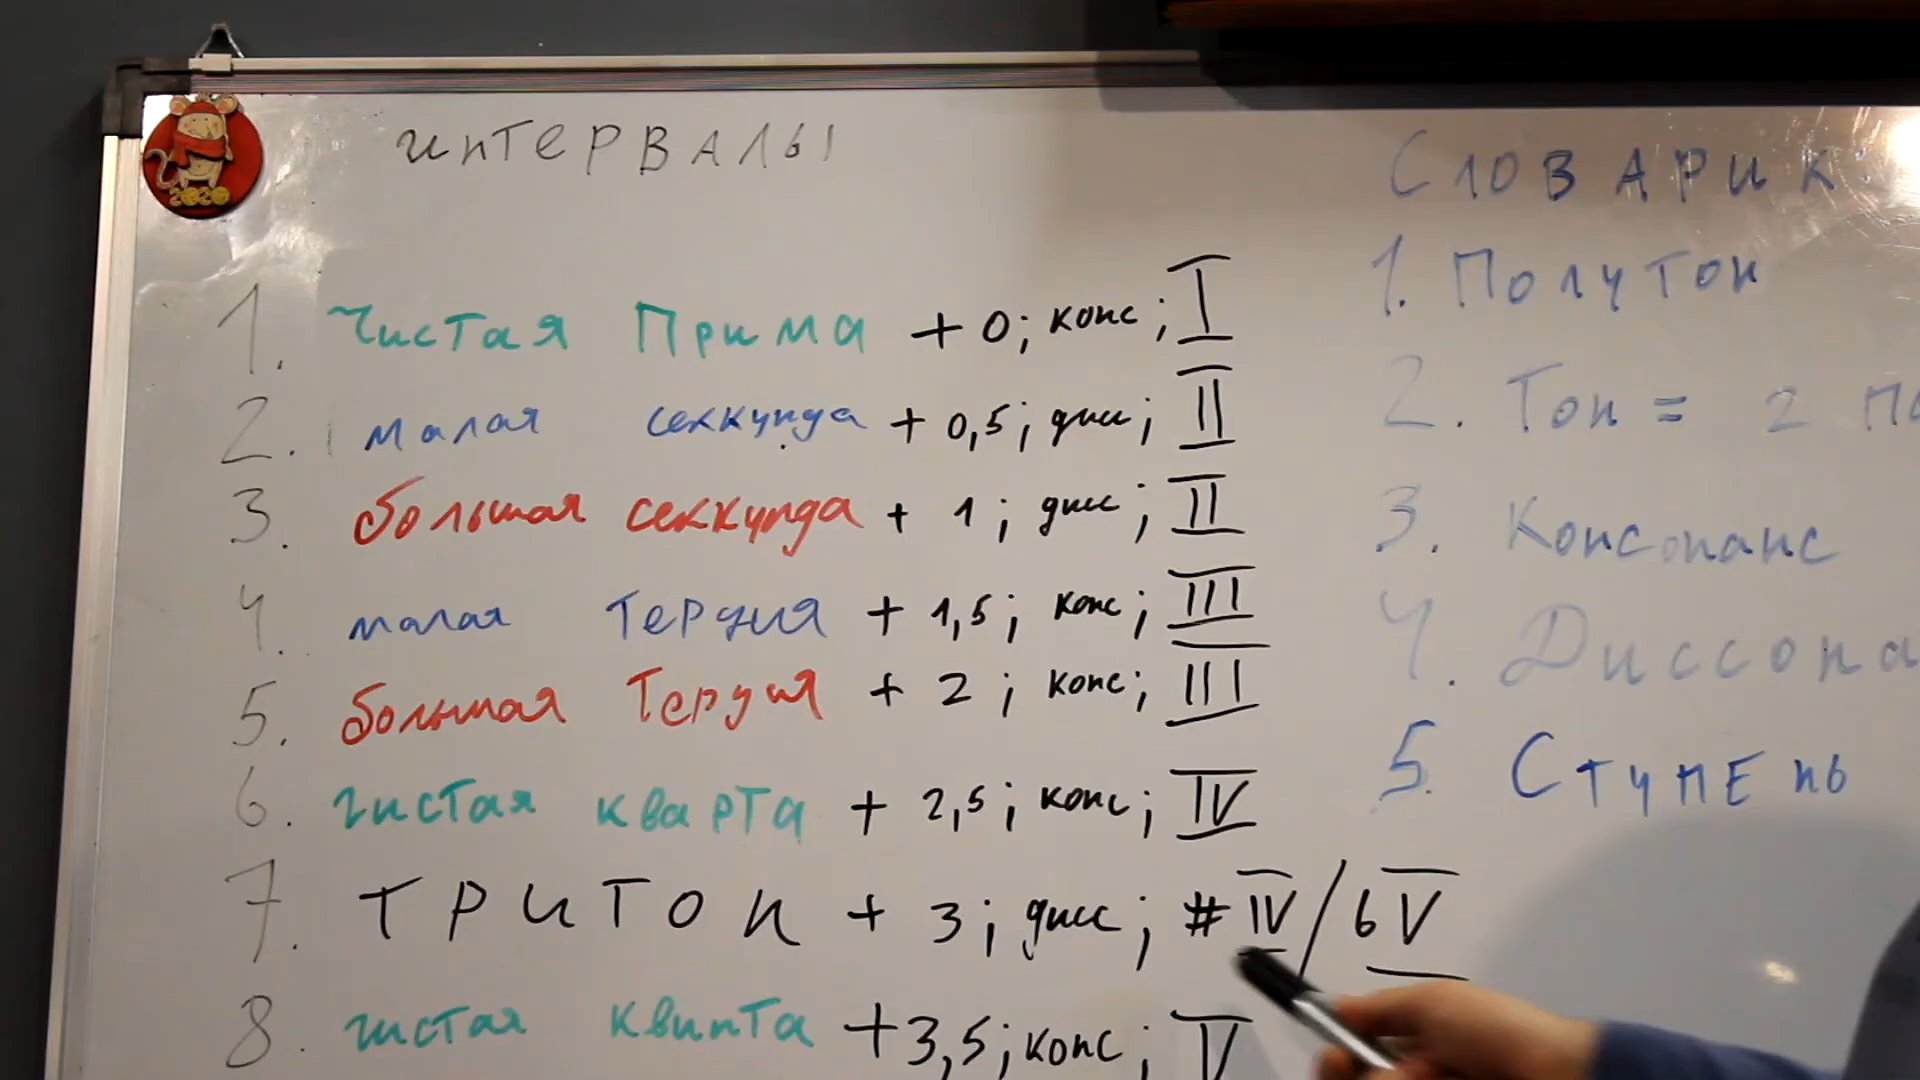 интервалы
1. Чистая Прима + 0; конс; I
2. малая секкунда + 0,5; дисс; II
3. большая секкунда + 1; дисс; II
4. малая терция + 1,5; конс; III
5. большая терция + 2; конс; III
6. чистая кварта + 2,5; конс; IV
7. ТРИТОН + 3; дисс; #IV/bV
8. чистая квинта +3,5; конс; V
Словарик:
1. Полутон
2. Тон = 2 по
3. Консонанс
4. Диссона
5. Ступень
2020